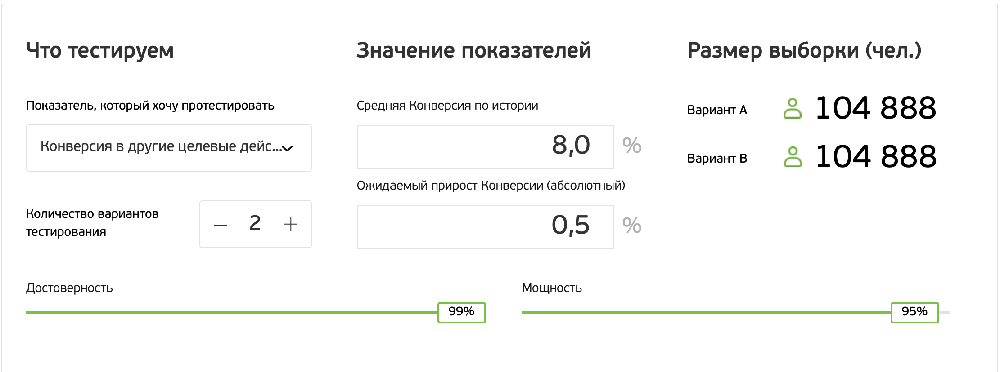 Что тестируем
Показатель, который хочу протестировать
Конверсия в другие целевые дейс...
Количество вариантов
тестирования
— 2 +
Значение показателей
Средняя Конверсия по истории
8,0 %
Ожидаемый прирост Конверсии (абсолютный)
0,5 %
Размер выборки (чел.)
Вариант A 104 888
Вариант B 104 888
Достоверность
99%
Мощность
95%